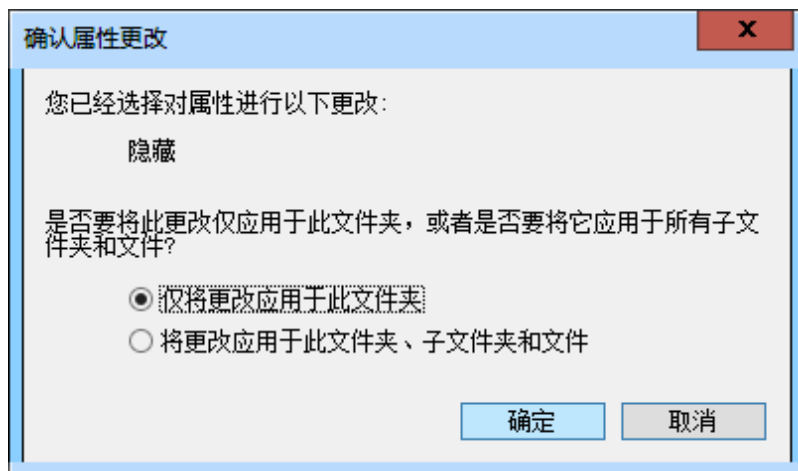 确认属性更改
x
您已经选择对属性进行以下更改:
隐藏
是否要将此更改仅应用于此文件夹，或者是否要将它应用于所有子文
件夹和文件?
仅将更改应用于此文件夹
将更改应用于此文件夹、子文件夹和文件
确定 取消